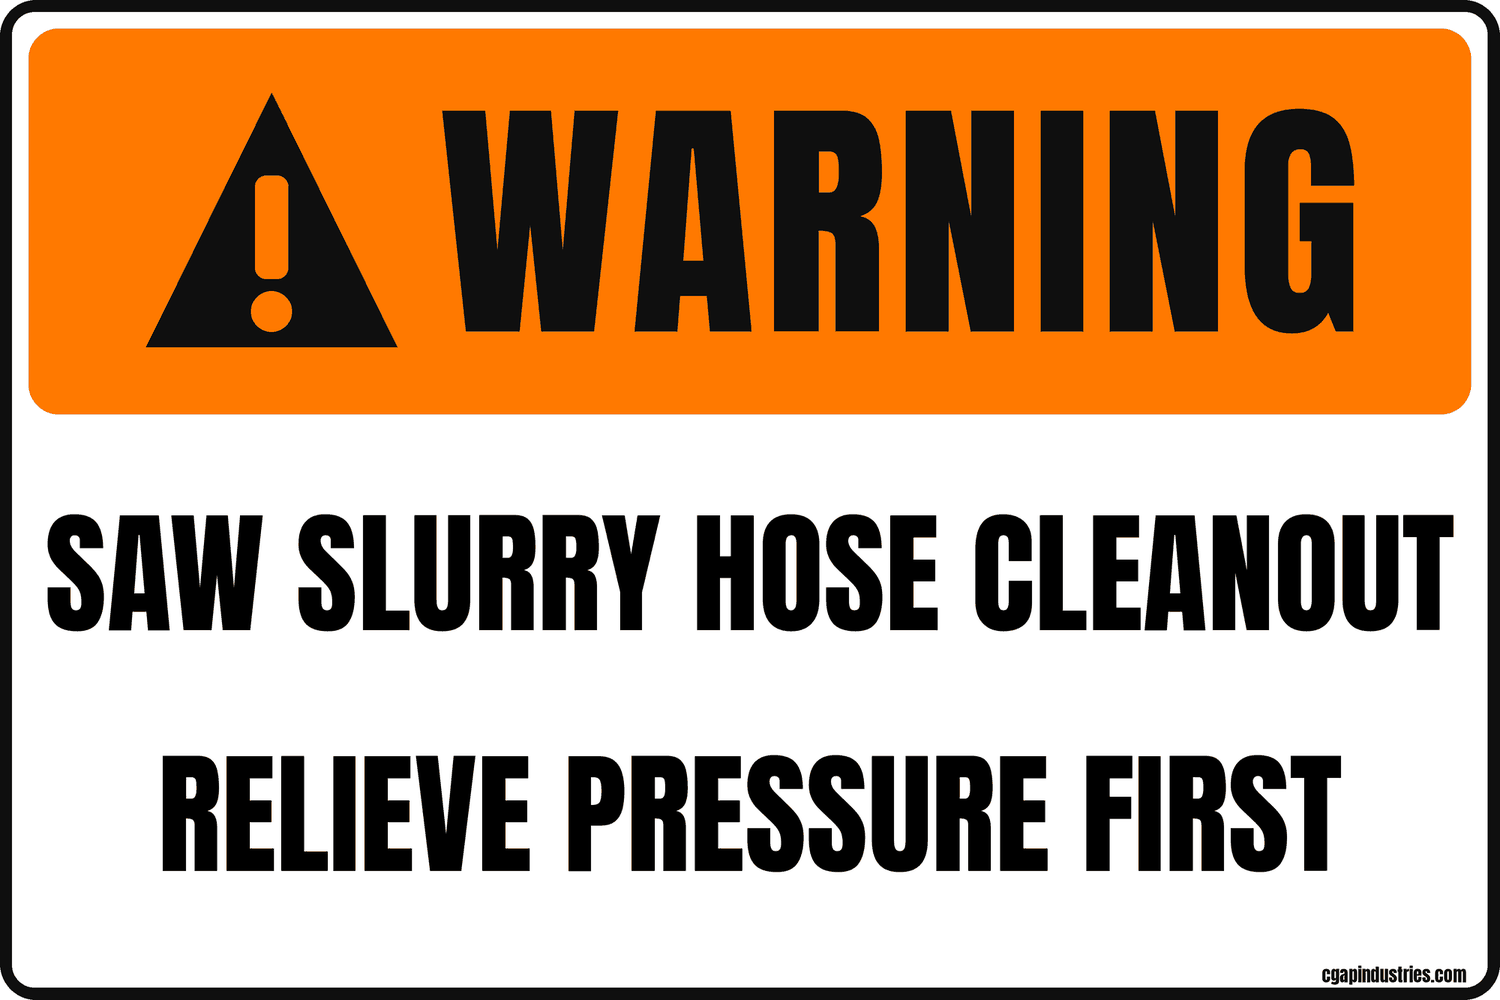 WARNING
SAW SLURRY HOSE CLEANOUT
RELIEVE PRESSURE FIRST
cgapindustries.com